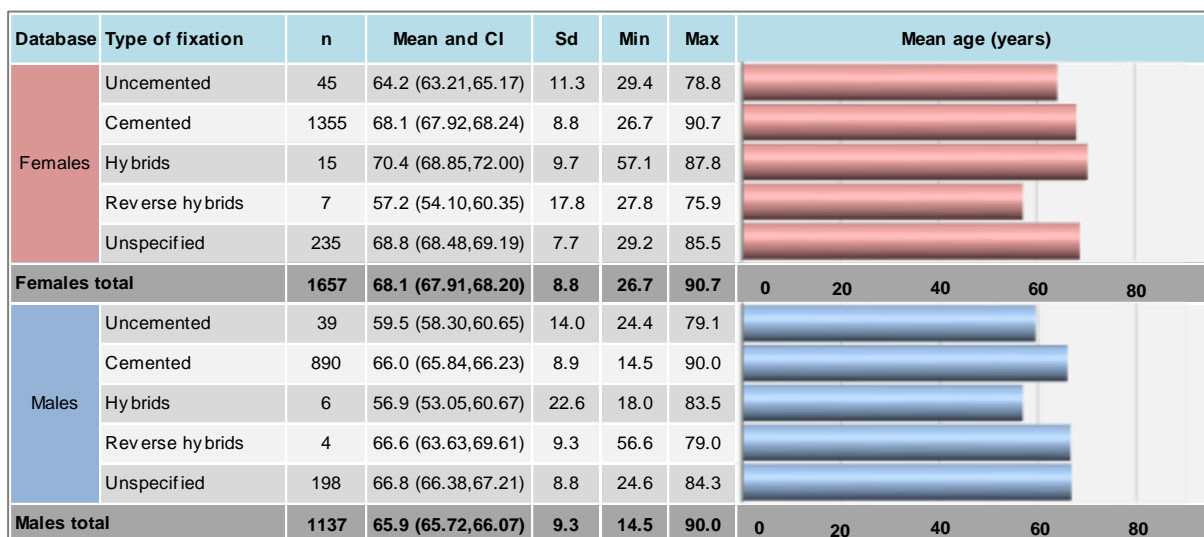 Database Type of fixation n Mean and CI Sd Min Max Mean age (years)
Females
Uncemented 45 64.2 (63.21,65.17) 11.3 29.4 78.8
Cemented 1355 68.1 (67.92,68.24) 8.8 26.7 90.7
Hybrids 15 70.4 (68.85,72.00) 9.7 57.1 87.8
Reverse hybrids 7 57.2 (54.10,60.35) 17.8 27.8 75.9
Unspecified 235 68.8 (68.48,69.19) 7.7 29.2 85.5
Females total 1657 68.1 (67.91,68.20) 8.8 26.7 90.7 0 20 40 60 80
Males
Uncemented 39 59.5 (58.30,60.65) 14.0 24.4 79.1
Cemented 890 66.0 (65.84,66.23) 8.9 14.5 90.0
Hybrids 6 56.9 (53.05,60.67) 22.6 18.0 83.5
Reverse hybrids 4 66.6 (63.63,69.61) 9.3 56.6 79.0
Unspecified 198 66.8 (66.38,67.21) 8.8 24.6 84.3
Males total 1137 65.9 (65.72,66.07) 9.3 14.5 90.0 0 20 40 60 80